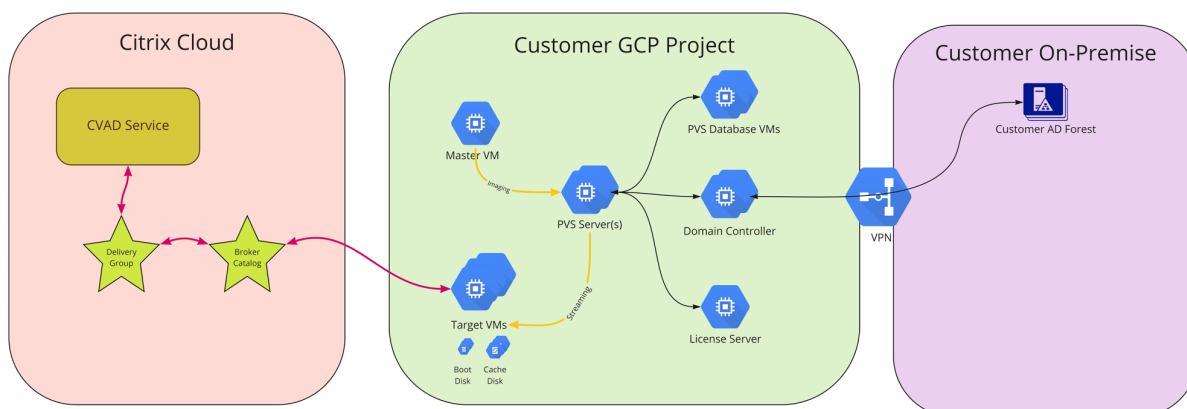 Citrix Cloud
CVAD Service
Delivery
Group
Broker
Catalog
Customer GCP Project
Master VM
Imaging
PVS Server(s)
Streaming
Target VMs
Boot
Disk
Cache
Disk
PVS Database VMs
Domain Controller
License Server
VPN
Customer On-Premise
Customer AD Forest